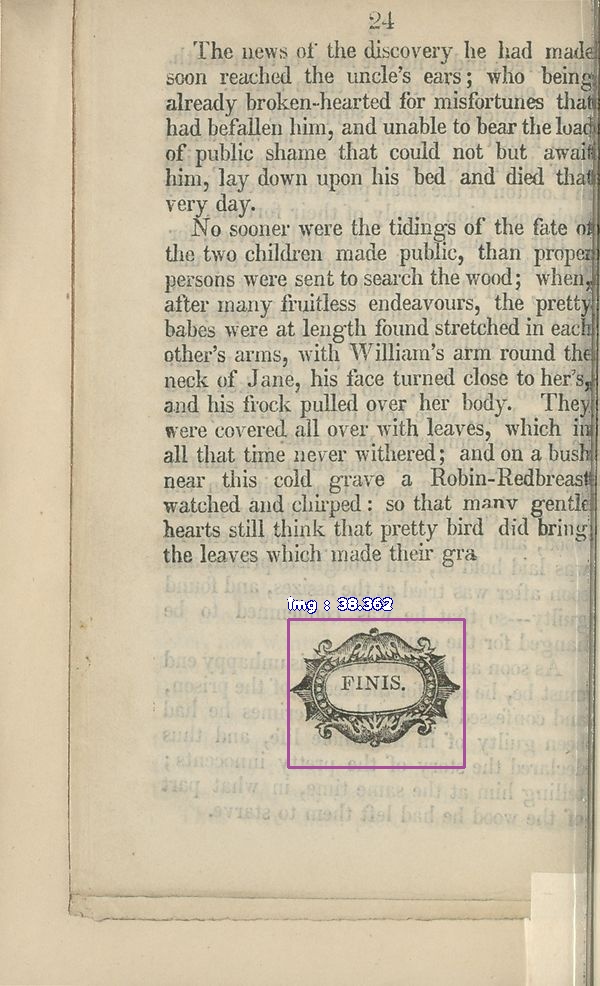 24
The news of the discovery he had made
soon reached the uncle's ears; who being
already broken-hearted for misfortunes that
had befallen him, and unable to bear the load
of public shame that could not but await
him, lay down upon his bed and died that
very day.
No sooner were the tidings of the fate of
the two children made public, than proper
persons were sent to search the wood; when,
after many fruitless endeavours, the pretty
babes were at length found stretched in each
other's arms, with William's arm round the
neck of Jane, his face turned close to her's,
and his frock pulled over her body. They
were covered all over with leaves, which in
all that time never withered; and on a bush
near this cold grave a Robin-Redbreast
watched and chirped: so that many gentle
hearts still think that pretty bird did bring
the leaves which made their gra
img : 38.362
FINIS.